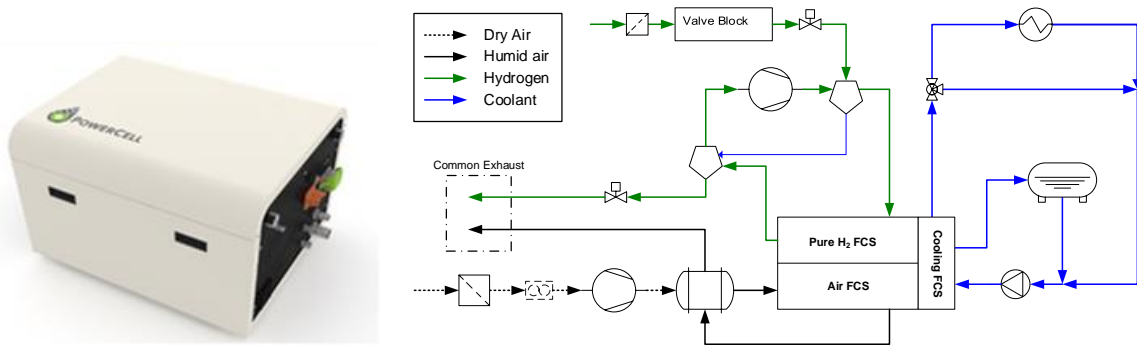 POWERCELL
Dry Air
Humid air
Hydrogen
Coolant
Valve Block
Common Exhaust
Pure H₂ FCS
Air FCS
Cooling FCS